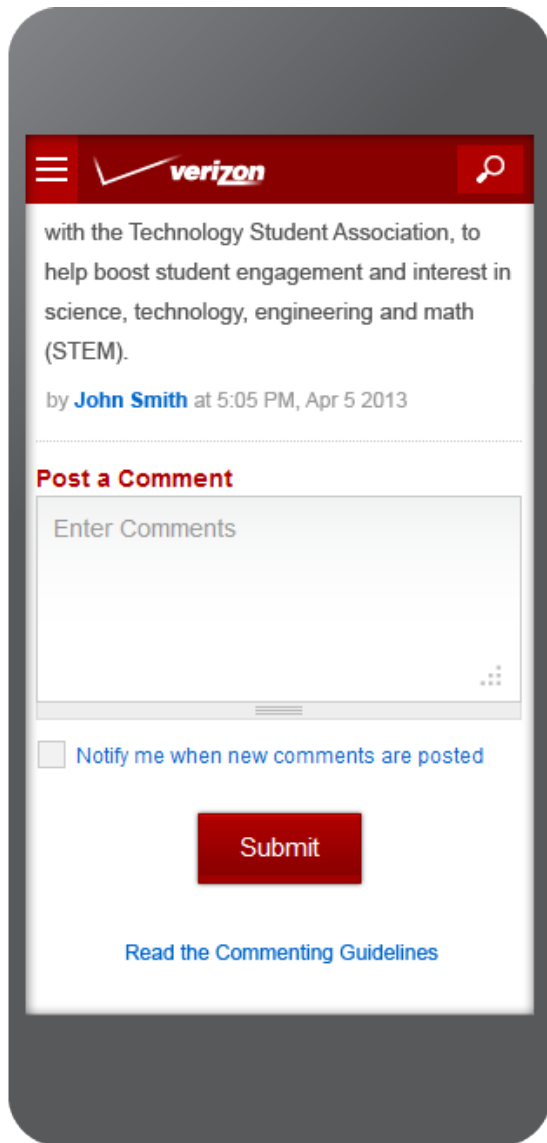 verizon
with the Technology Student Association, to
help boost student engagement and interest in
science, technology, engineering and math
(STEM).
by John Smith at 5:05 PM, Apr 5 2013
Post a Comment
Enter Comments
Notify me when new comments are posted
Submit
Read the Commenting Guidelines